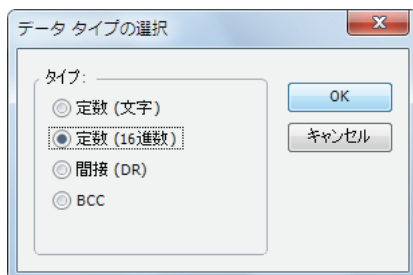 データ タイプの選択
タイプ:
定数 (文字)
定数 (16進数)
間接 (DR)
BCC
OK
キャンセル